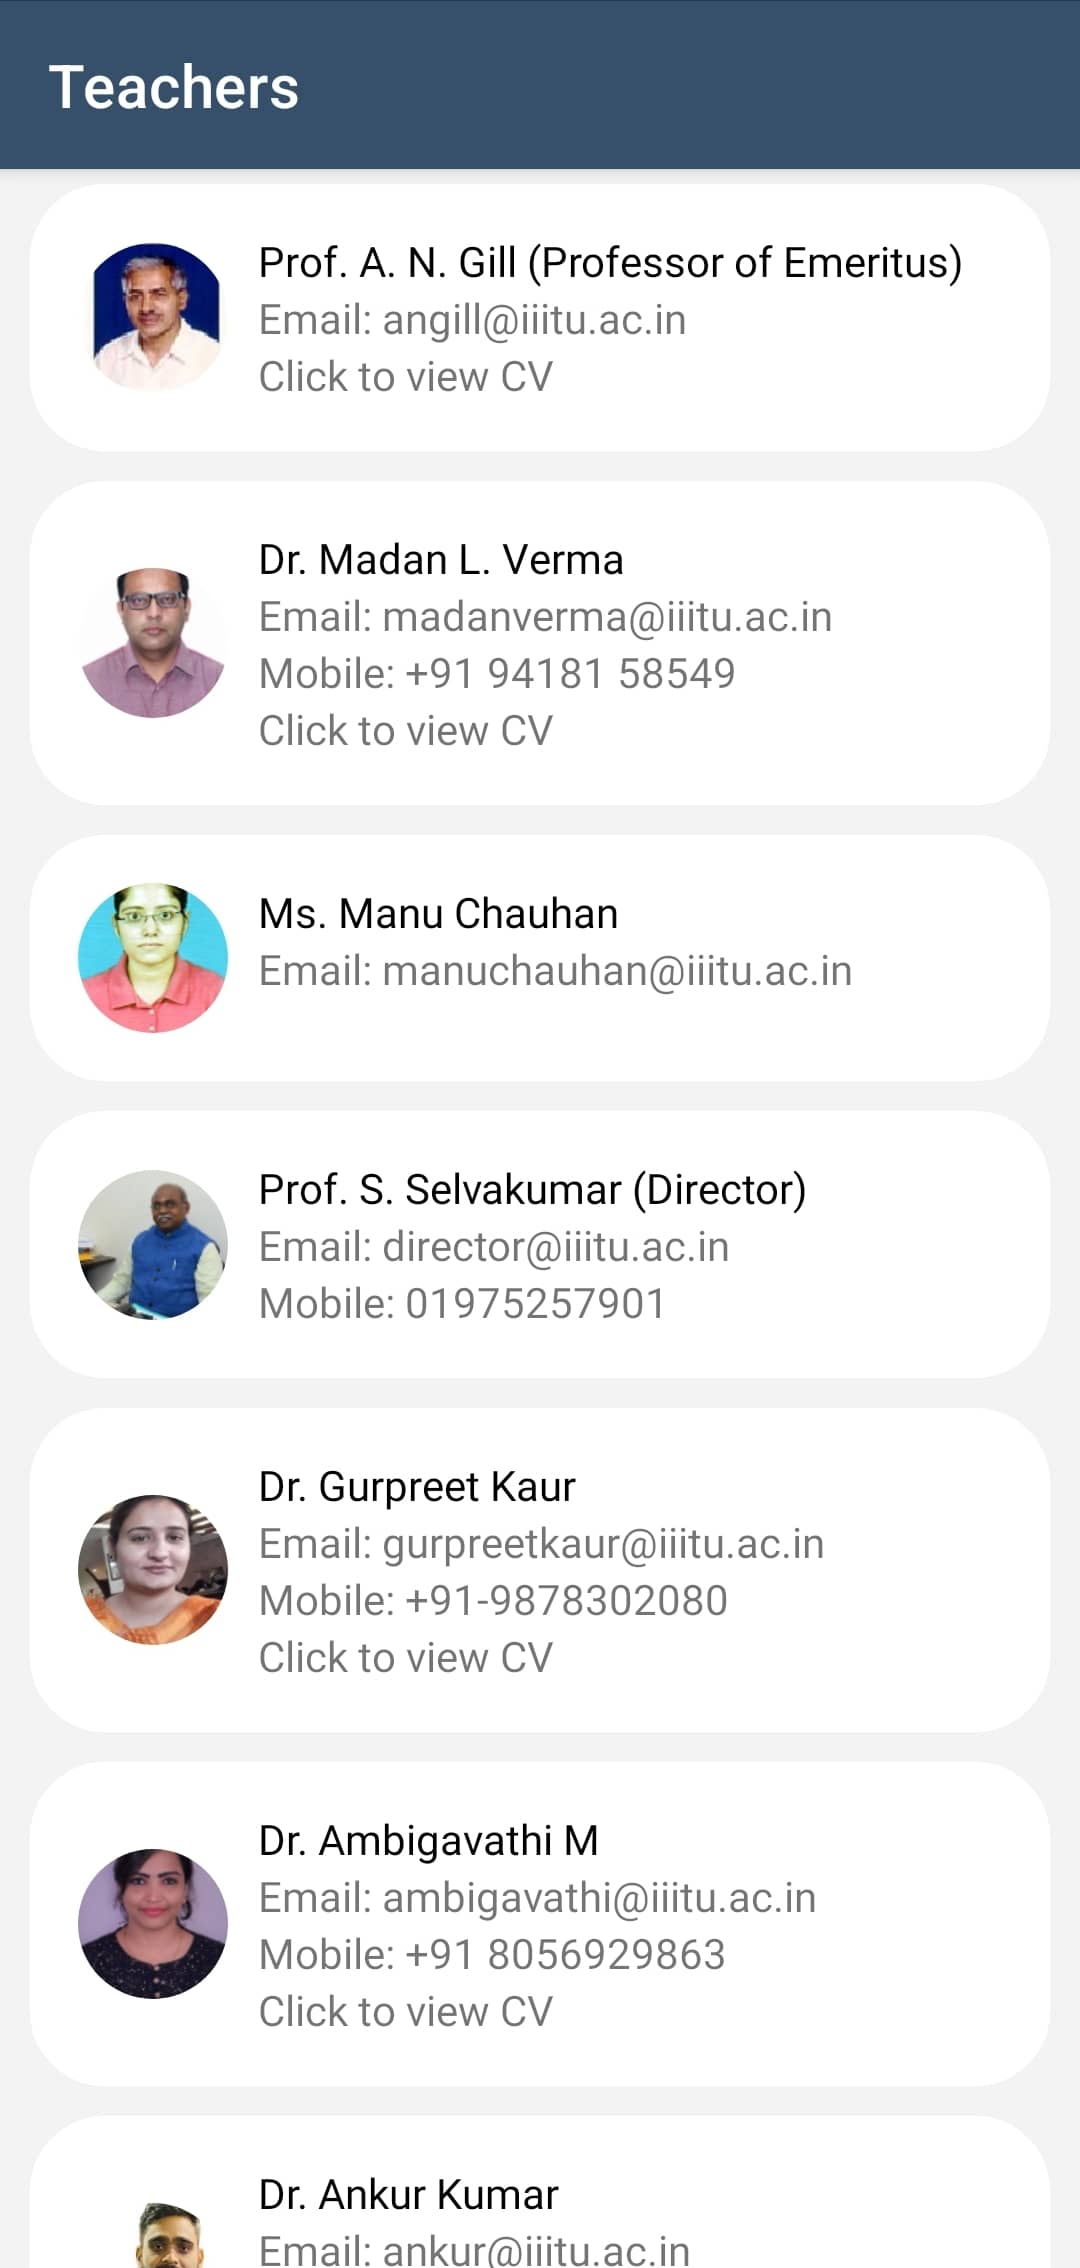 Teachers
Prof. A. N. Gill (Professor of Emeritus)
Email: angill@iiitu.ac.in
Click to view CV
Dr. Madan L. Verma
Email: madanverma@iiitu.ac.in
Mobile: +91 94181 58549
Click to view CV
Ms. Manu Chauhan
Email: manuchauhan@iiitu.ac.in
Prof. S. Selvakumar (Director)
Email: director@iiitu.ac.in
Mobile: 01975257901
Dr. Gurpreet Kaur
Email: gurpreetkaur@iiitu.ac.in
Mobile: +91-9878302080
Click to view CV
Dr. Ambigavathi M
Email: ambigavathi@iiitu.ac.in
Mobile: +91 8056929863
Click to view CV
Dr. Ankur Kumar
Email: ankur@iiitu.ac.in